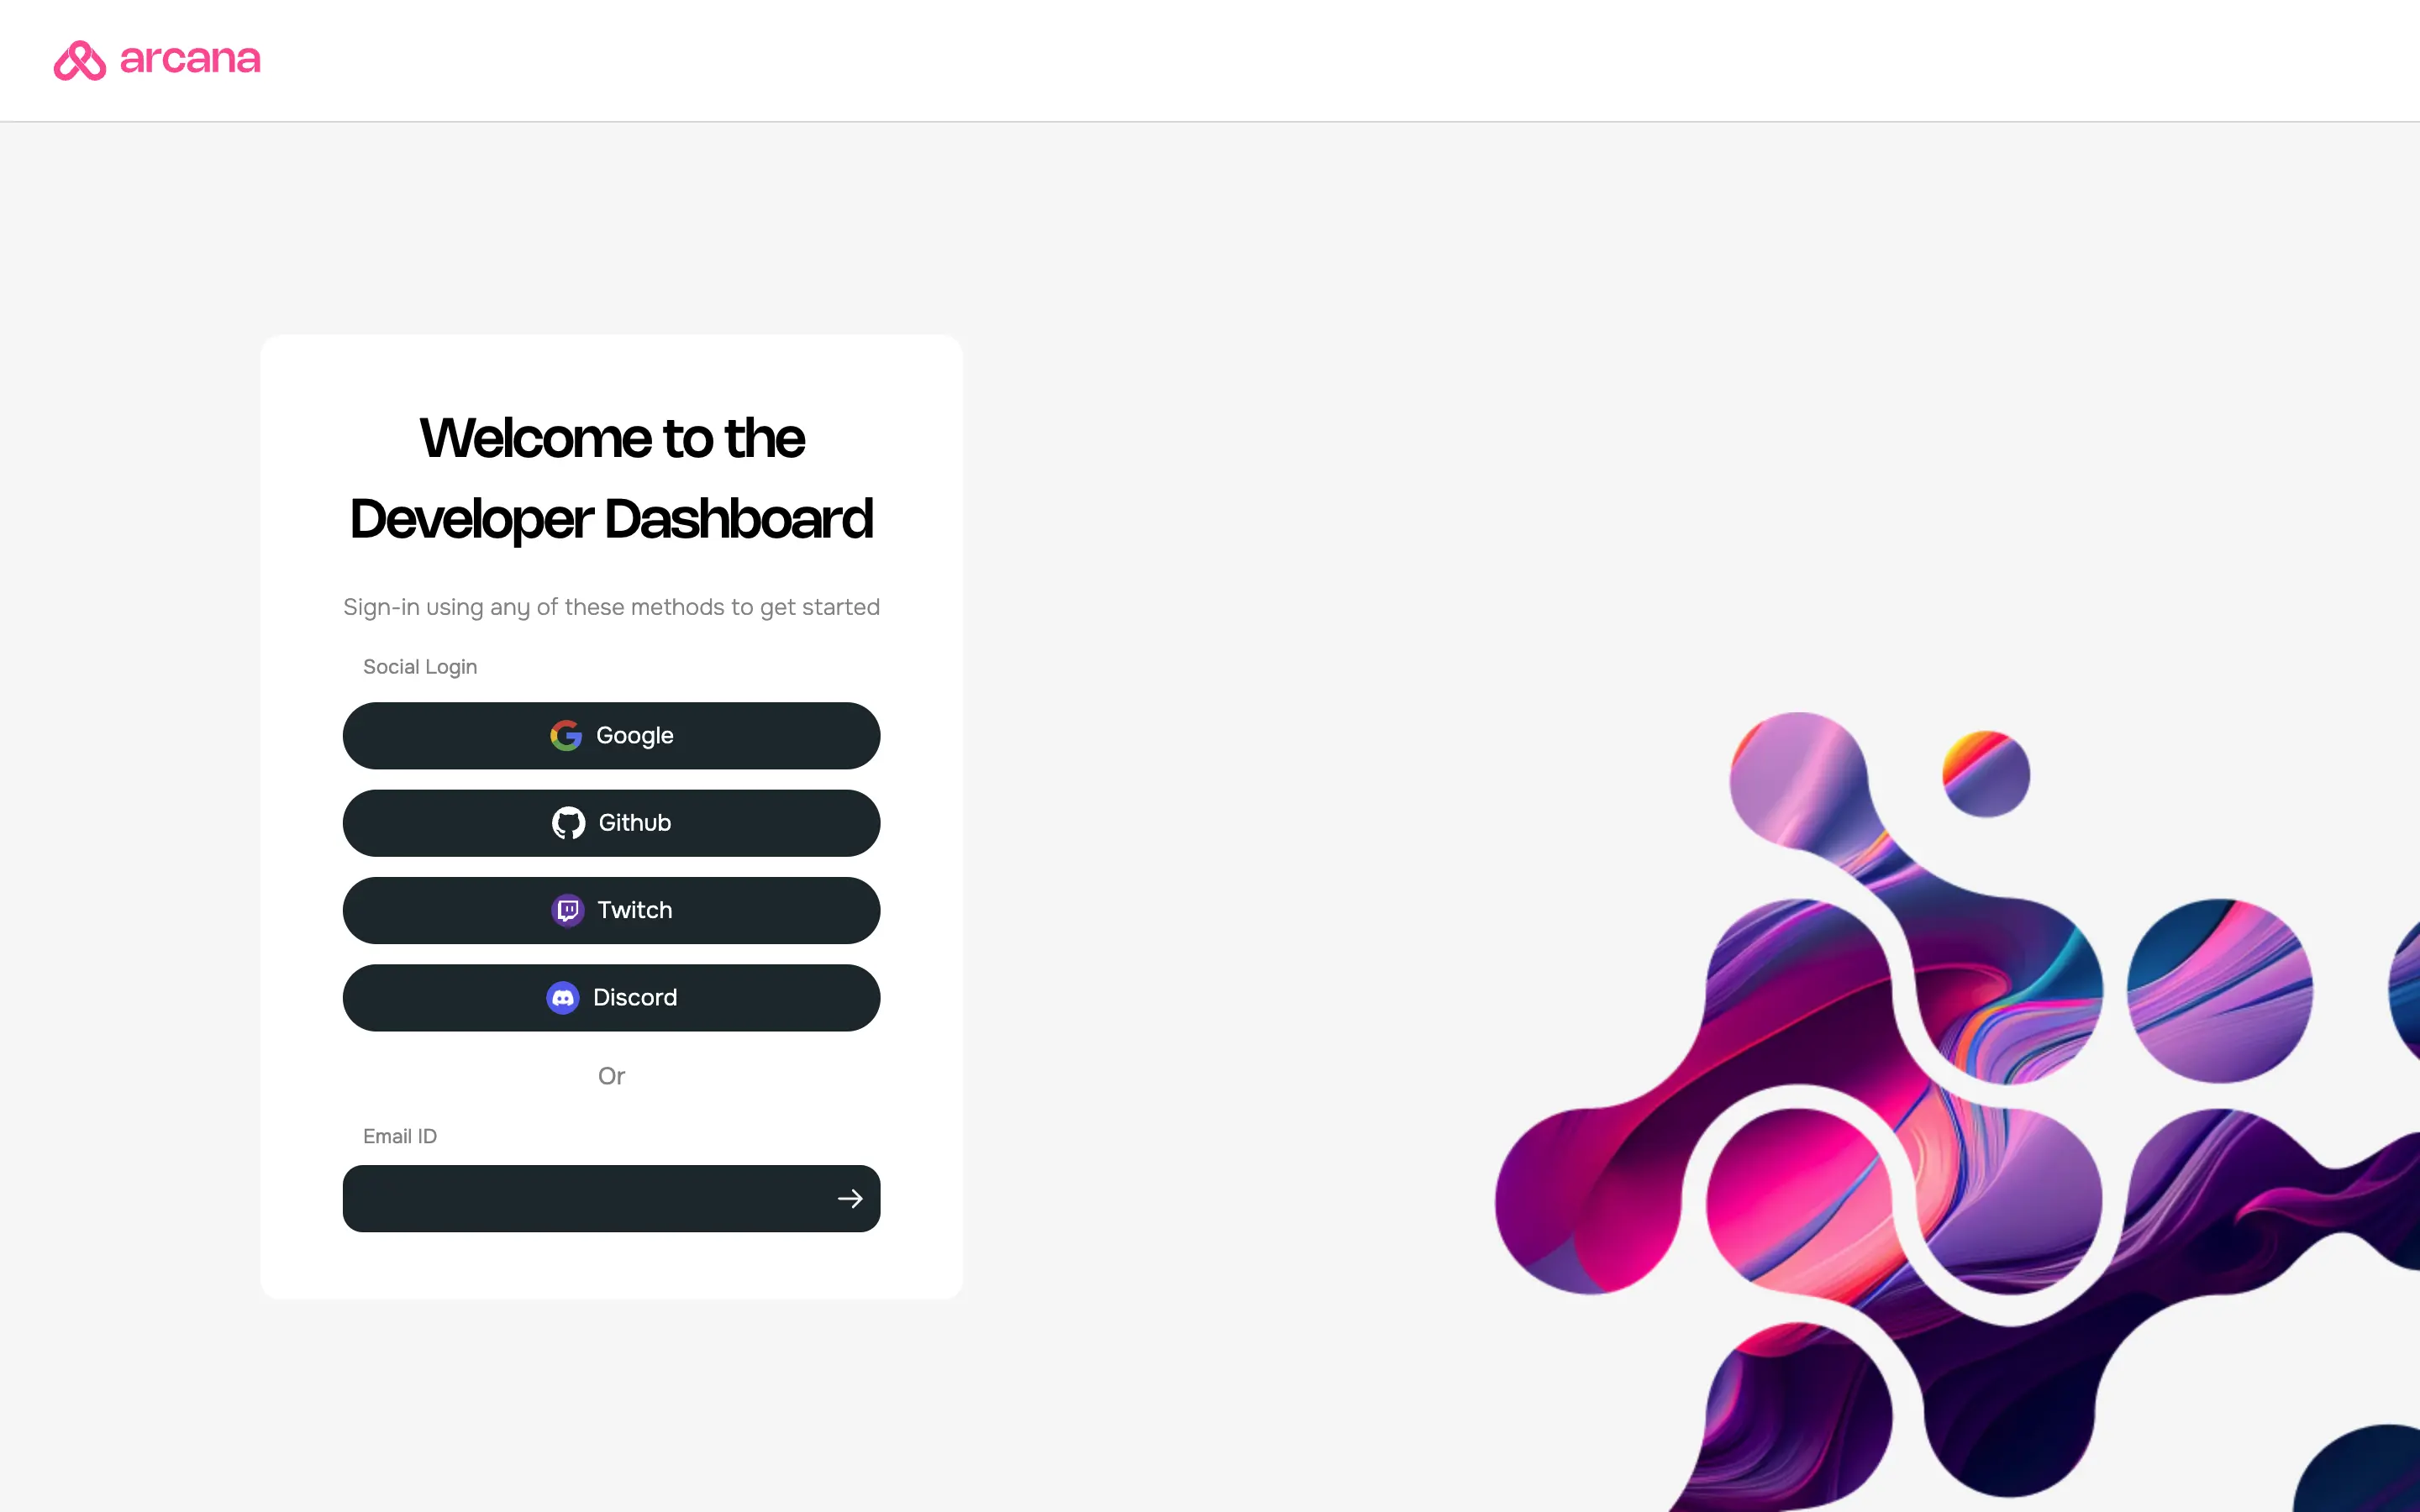 arcana
Welcome to the
Developer Dashboard
Sign-in using any of these methods to get started
Social Login
Google
Github
Twitch
Discord
Or
Email ID